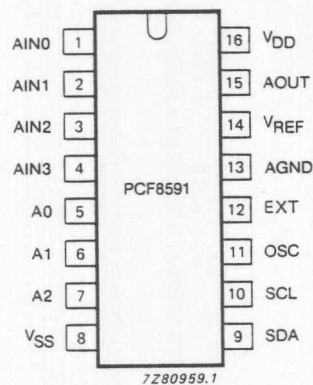 AIN0 1 16 VDD
AIN1 2 15 AOUT
AIN2 3 14 VREF
AIN3 4 13 AGND
PCF8591
A0 5 12 EXT
A1 6 11 OSC
A2 7 10 SCL
VSS 8 9 SDA
7Z80959.1